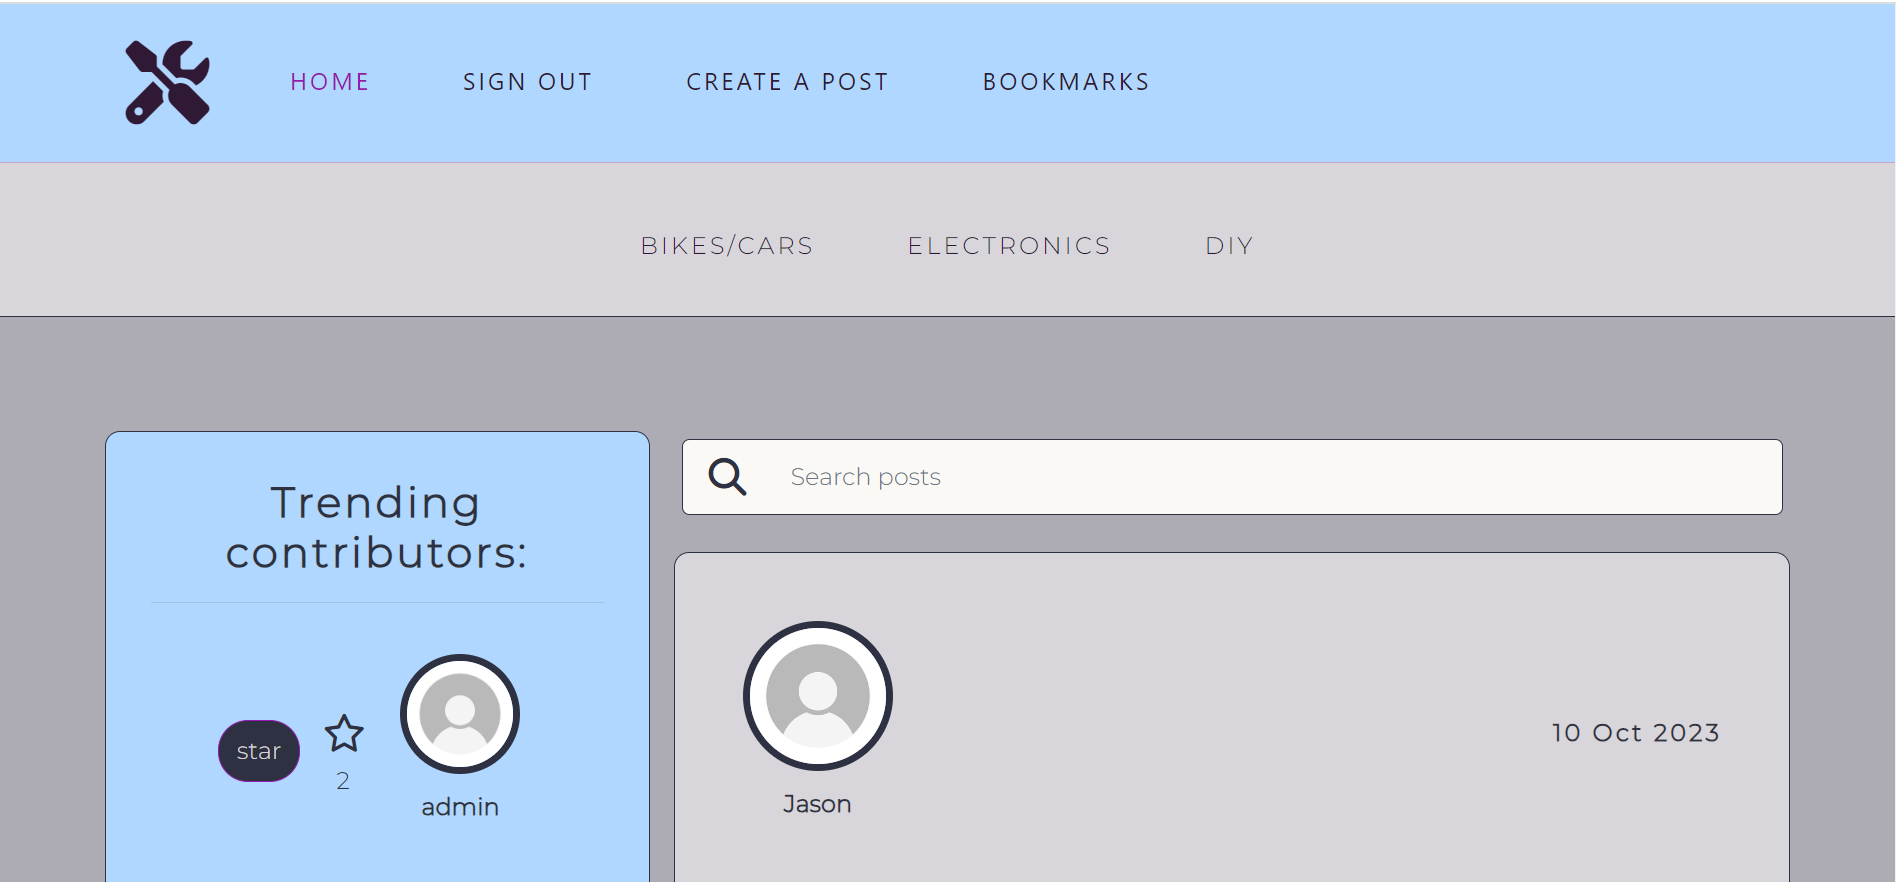 HOME SIGN OUT CREATE A POST BOOKMARKS
BIKES/CARS ELECTRONICS DIY
Trending
contributors:
star
2
admin
Search posts
Jason
10 Oct 2023